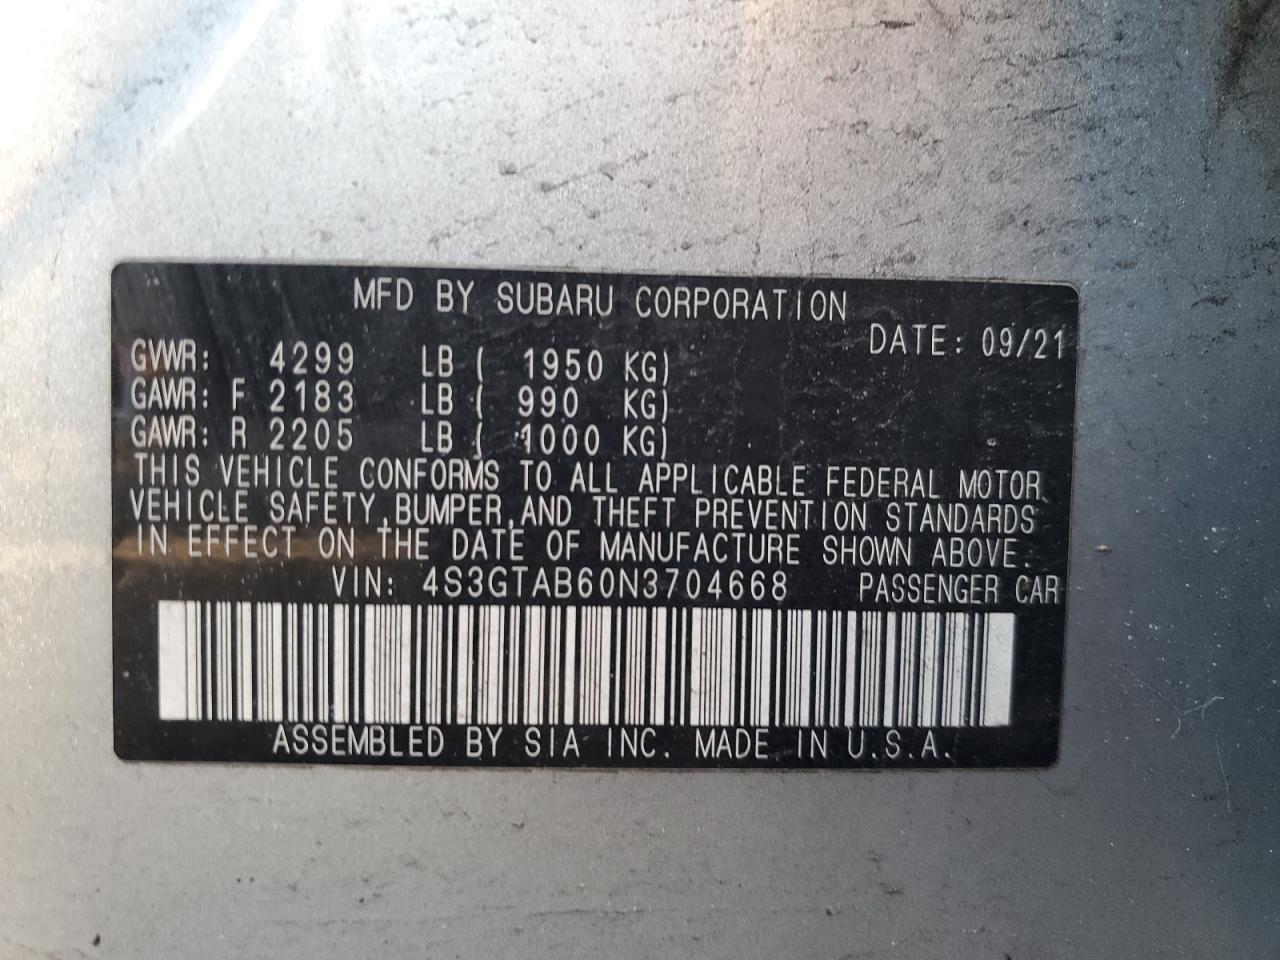 MFD BY SUBARU CORPORATION
DATE: 09/21
GVWR: 4299 LB ( 1950 KG)
GAWR: F 2183 LB ( 990 KG)
GAWR: R 2205 LB ( 1000 KG)
THIS VEHICLE CONFORMS TO ALL APPLICABLE FEDERAL MOTOR
VEHICLE SAFETY,BUMPER,AND THEFT PREVENTION STANDARDS
IN EFFECT ON THE DATE OF MANUFACTURE SHOWN ABOVE.
VIN: 4S3GTAB60N3704668 PASSENGER CAR
ASSEMBLED BY SIA INC. MADE IN U.S.A.